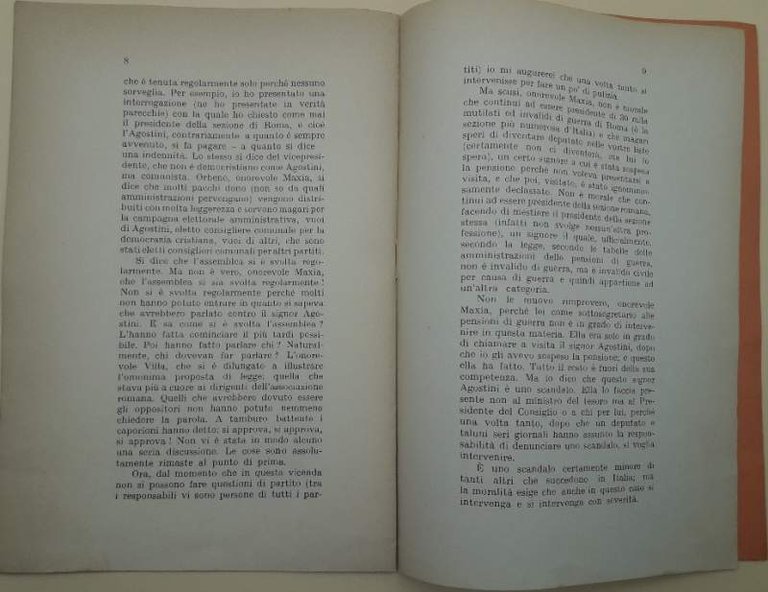 8
che è tenuta regolarmente solo perché nessuno
sorveglia. Per esempio, io ho presentato una
interrogazione (ne ho presentate in verità
parecchie) con la quale ho chiesto come mai
il presidente della sezione di Roma, e cioè
l'Agostini, contrariamente a quanto è sempre
avvenuto, si fa pagare – a quanto si dice –
una indennità. Lo stesso si dice del vicepresi-
dente, che non è democristiano come Agostini,
ma comunista. Orbene, onorevole Maxia, si
dice che molti pacchi dono (non so da quali
amministrazioni pervengano) vengono distri-
buiti con molta leggerezza e servono magari per
la campagna elettorale amministrativa, vuoi
di Agostini, eletto consigliere comunale per la
democrazia cristiana, vuoi di altri, che sono
stati eletti consiglieri comunali per altri partiti.
Si dice che l'assemblea si è svolta rego-
larmente. Ma non è vero, onorevole Maxia,
che l'assemblea si sia svolta regolarmente!
Non si è svolta regolarmente perché molti
non hanno potuto entrare in quanto si sapeva
che avrebbero parlato contro il signor Ago-
stini. E sa come si è svolta l'assemblea?
L'hanno fatta cominciare il più tardi possi-
bile. Poi hanno fatto parlare chi? Natural-
mente, chi dovevan far parlare? L'onore-
vole Villa, che si è dilungato a illustrare
l'omonima proposta di legge: quella che
stava più a cuore ai dirigenti dell'associazione
romana. Quelli che avrebbero dovuto essere
gli oppositori non hanno potuto nemmeno
chiedere la parola. A tamburo battente i
caporioni hanno detto: si approva, si approva,
si approva! Non vi è stata in modo alcuno
una seria discussione. Le cose sono assolu-
tamente rimaste al punto di prima.
Ora, dal momento che in questa vicenda
non si possono fare questioni di partito (tra
i responsabili vi sono persone di tutti i par-
9
titi) io mi augurerei che una volta tanto si
intervenisse per fare un po' di pulizia.
Ma scusi, onorevole Maxia, non è morale
che continui ad essere presidente di 30 mila
mutilati ed invalidi di guerra di Roma (è la
sezione più numerosa d'Italia) e che magari
speri di diventare deputato nelle vostre liste
(certamente non ci diventerà, ma lui lo
spera), un certo signore a cui è stata sospesa
la pensione perché non voleva presentarsi a
visita, e che poi, visitato, è stato ignominio-
samente declassato. Non è morale che con-
tinui ad essere presidente della sezione romana,
facendo di mestiere il presidente della sezione
stessa (infatti non svolge nessun'altra pro-
fessione), un signore il quale, ufficialmente,
secondo la legge, secondo le tabelle delle
amministrazioni delle pensioni di guerra,
non è invalido di guerra, ma è invalido civile
per causa di guerra e quindi appartiene ad
un'altra categoria.
Non le muovo rimprovero, onorevole
Maxia, perché lei come sottosegretario alle
pensioni di guerra non è in grado di interve-
nire in questa materia. Ella era solo in grado
di chiamare a visita il signor Agostini, dopo
che io gli avevo sospeso la pensione; e questo
ella ha fatto. Tutto il resto è fuori della sua
competenza. Ma io dico che questo signor
Agostini è uno scandalo. Ella lo faccia pre-
sente non al ministro del tesoro ma al Pre-
sidente del Consiglio o a chi per lui, perché
una volta tanto, dopo che un deputato e
taluni seri giornali hanno assunto la respon-
sabilità di denunciare uno scandalo, si voglia
intervenire.
È uno scandalo certamente minore di
tanti altri che succedono in Italia; ma
la moralità esige che anche in questo caso si
intervenga e si intervenga con severità.